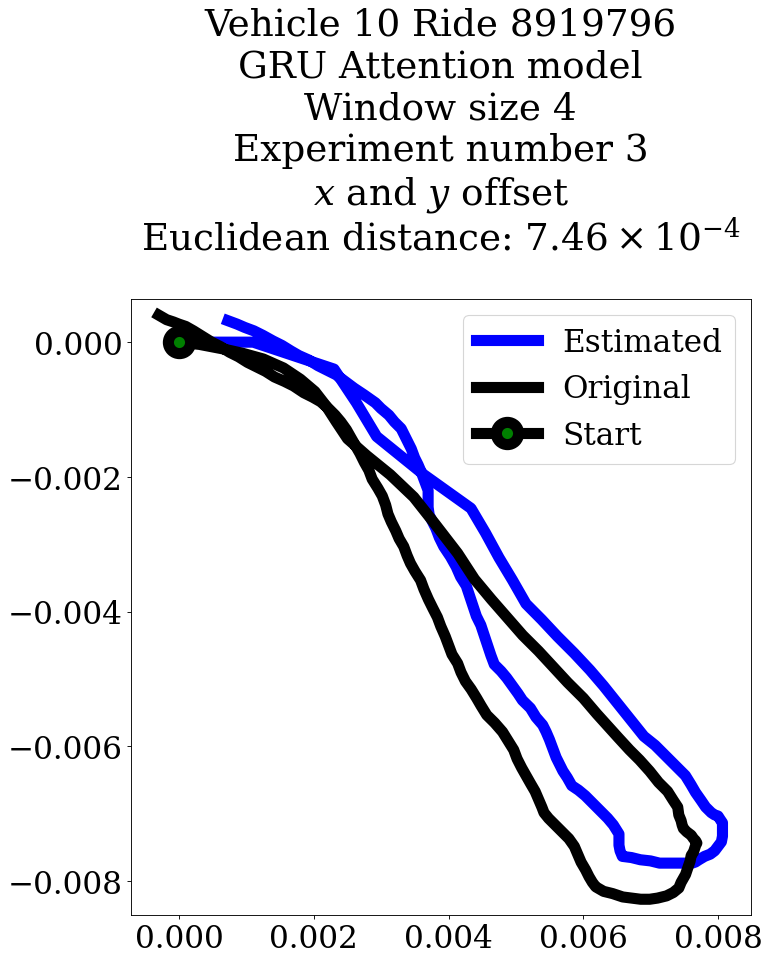 Vehicle 10 Ride 8919796
GRU Attention model
Window size 4
Experiment number 3
x and y offset
Euclidean distance: 7.46 × 10⁻⁴
Estimated
Original
Start
0.000
−0.002
−0.004
−0.006
−0.008
0.000 0.002 0.004 0.006 0.008